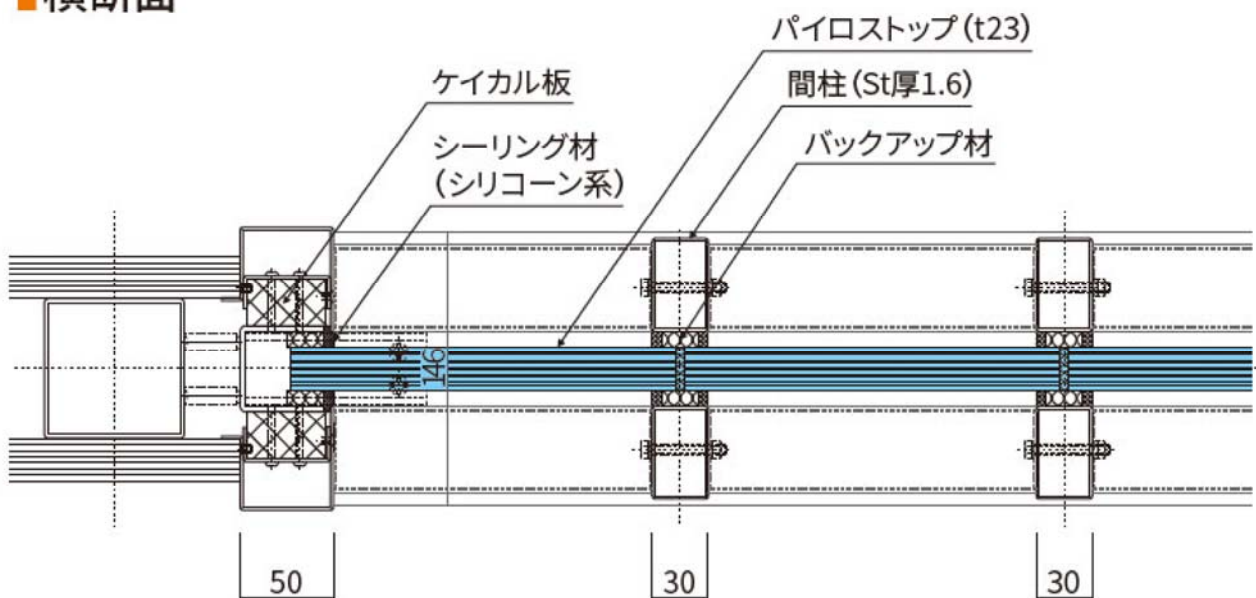 ■横断面
パイロストップ(t23)
ケイカル板
間柱(St厚1.6)
シーリング材
(シリコーン系)
バックアップ材
146
50
30
30